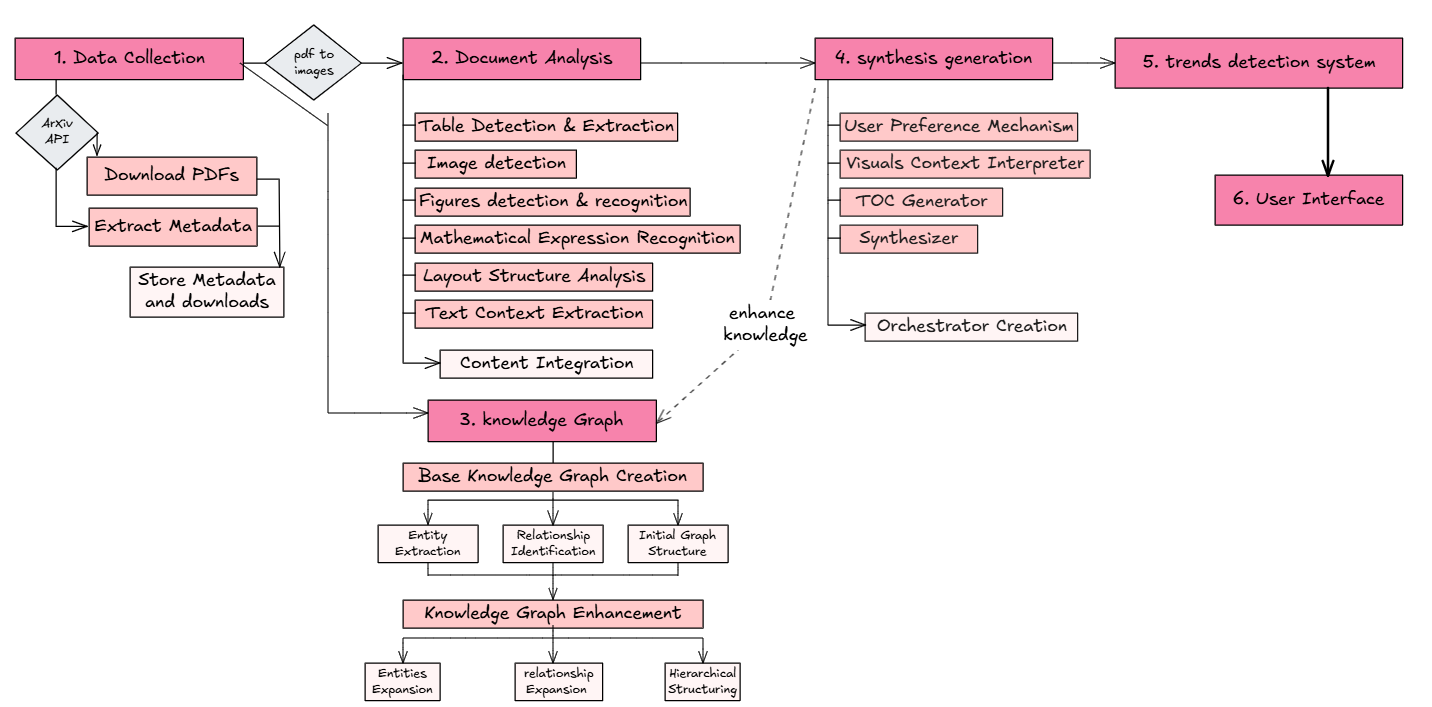 1. Data Collection
pdf to
images
2. Document Analysis
4. synthesis generation
5. trends detection system
ArXiv
API
Download PDFs
Extract Metadata
Store Metadata
and downloads
Table Detection & Extraction
Image detection
Figures detection & recognition
Mathematical Expression Recognition
Layout Structure Analysis
Text Context Extraction
Content Integration
User Preference Mechanism
Visuals Context Interpreter
TOC Generator
Synthesizer
Orchestrator Creation
6. User Interface
enhance
knowledge
3. knowledge Graph
Base Knowledge Graph Creation
Entity
Extraction
Relationship
Identification
Initial Graph
Structure
Knowledge Graph Enhancement
Entities
Expansion
relationship
Expansion
Hierarchical
Structuring